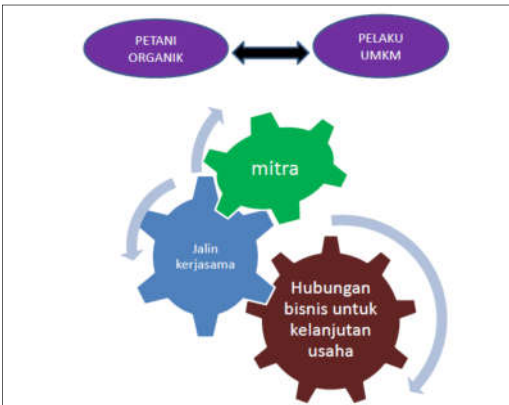 PETANI
ORGANIK
PELAKU
UMKM
mitra
Jalin
kerjasama
Hubungan
bisnis untuk
kelanjutan
usaha